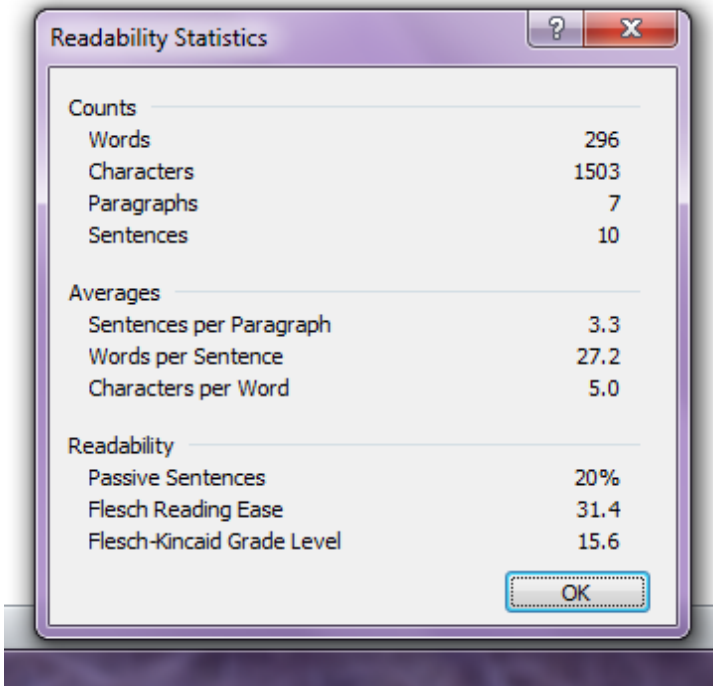 Readability Statistics
Counts
Words 296
Characters 1503
Paragraphs 7
Sentences 10
Averages
Sentences per Paragraph 3.3
Words per Sentence 27.2
Characters per Word 5.0
Readability
Passive Sentences 20%
Flesch Reading Ease 31.4
Flesch-Kincaid Grade Level 15.6
OK